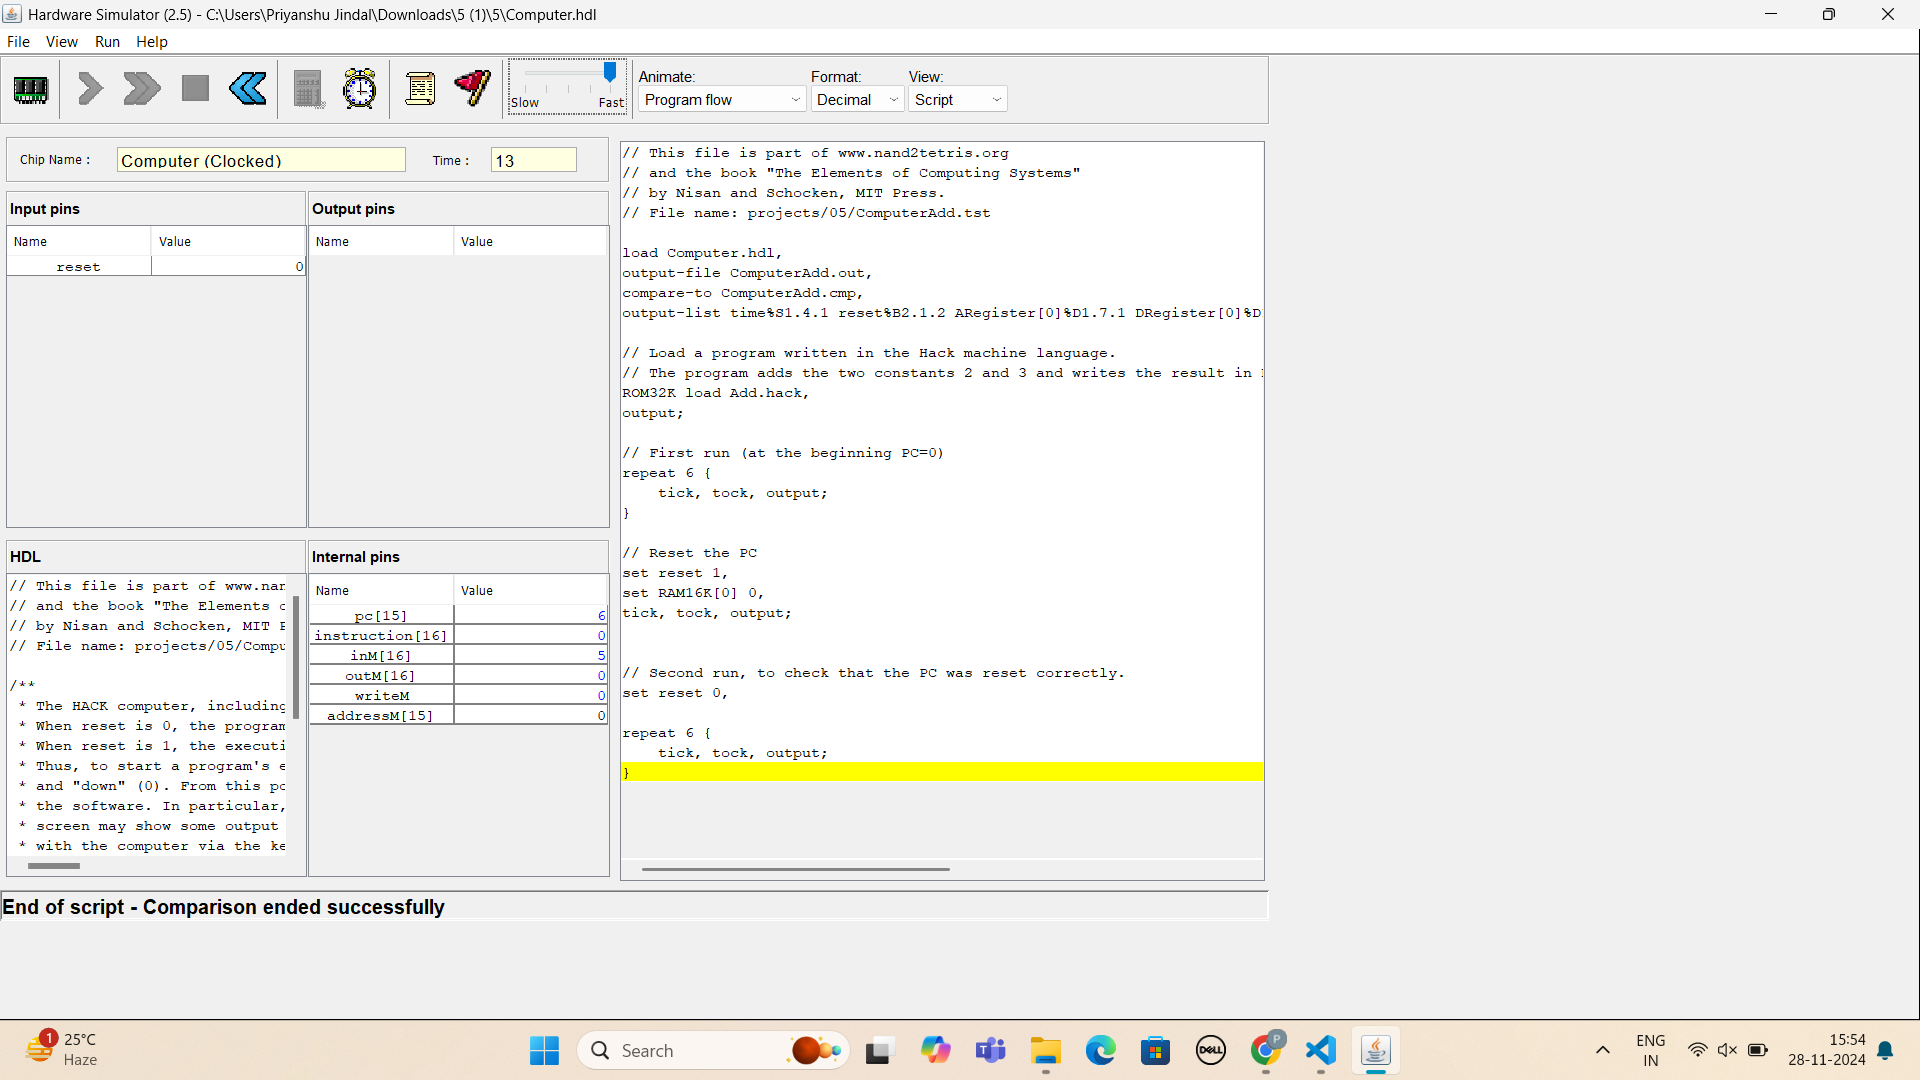 Hardware Simulator (2.5) - C:\Users\Priyanshu Jindal\Downloads\5 (1)\5\Computer.hdl
File View Run Help
Slow Fast
Animate: Format: View:
Program flow Decimal Script
Chip Name : Computer (Clocked) Time : 13
Input pins
Name Value
reset 0
Output pins
Name Value
HDL
// This file is part of www.nan
// and the book "The Elements o
// by Nisan and Schocken, MIT P
// File name: projects/05/Compu
/**
* The HACK computer, including
* When reset is 0, the program
* When reset is 1, the executi
* Thus, to start a program's e
* and "down" (0). From this po
* the software. In particular,
* screen may show some output
* with the computer via the ke
Internal pins
Name Value
pc[15] 6
instruction[16] 0
inM[16] 5
outM[16] 0
writeM 0
addressM[15] 0
// This file is part of www.nand2tetris.org
// and the book "The Elements of Computing Systems"
// by Nisan and Schocken, MIT Press.
// File name: projects/05/ComputerAdd.tst
load Computer.hdl,
output-file ComputerAdd.out,
compare-to ComputerAdd.cmp,
output-list time%S1.4.1 reset%B2.1.2 ARegister[0]%D1.7.1 DRegister[0]%D
// Load a program written in the Hack machine language.
// The program adds the two constants 2 and 3 and writes the result in
ROM32K load Add.hack,
output;
// First run (at the beginning PC=0)
repeat 6 {
tick, tock, output;
}
// Reset the PC
set reset 1,
set RAM16K[0] 0,
tick, tock, output;
// Second run, to check that the PC was reset correctly.
set reset 0,
repeat 6 {
tick, tock, output;
}
End of script - Comparison ended successfully
1
25°C
Haze
Search
DELL
P
ENG
IN
15:54
28-11-2024